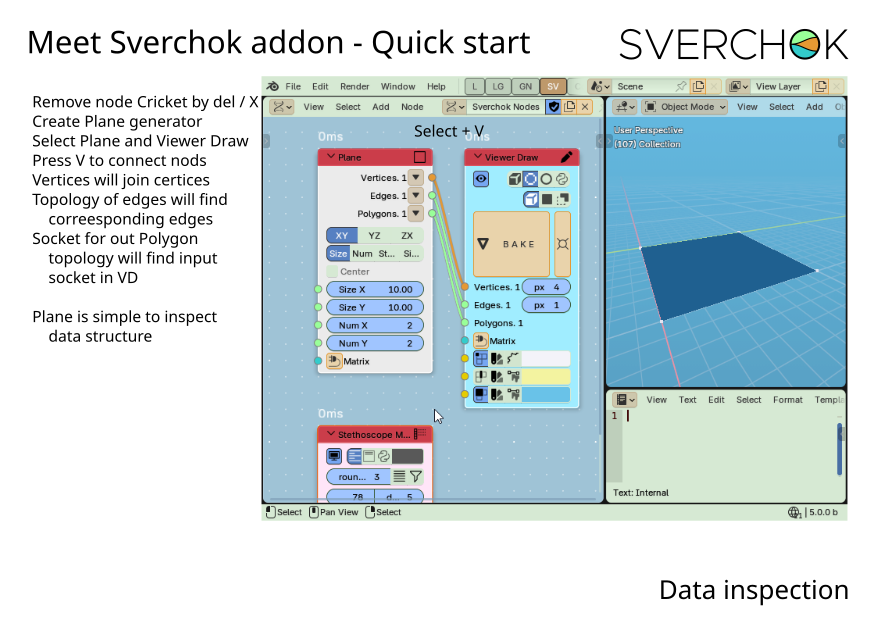 Meet Sverchok addon - Quick start
SVERCHOK
Remove node Cricket by del / X
Create Plane generator
Select Plane and Viewer Draw
Press V to connect nods
Vertices will join certices
Topology of edges will find
correesponding edges
Socket for out Polygon
topology will find input
socket in VD
Plane is simple to inspect
data structure
File Edit Render Window Help L LG GN SV Scene View Layer
View Select Add Node Sverchok Nodes Object Mode View Select Add
Select + V
0ms 0ms
Plane
Vertices. 1
Edges. 1
Polygons. 1
XY YZ ZX
Size Num St... Si...
Center
Size X 10.00
Size Y 10.00
Num X 2
Num Y 2
Matrix
Viewer Draw
BAKE
Vertices. 1 px 4
Edges. 1 px 1
Polygons. 1
Matrix
0ms
Stethoscope M...
roun... 3
78 d... 5
User Perspective
(107) Collection
View Text Edit Select Format Templa
1
Text: Internal
Select Pan View Select 5.0.0 b
Data inspection